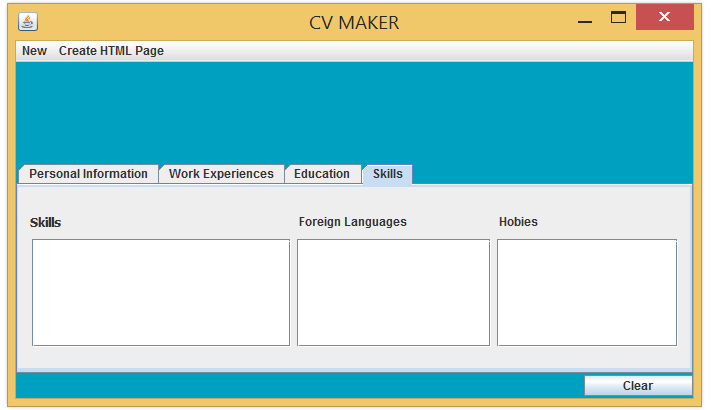 CV MAKER
New Create HTML Page
Personal Information Work Experiences Education Skills
Skills Foreign Languages Hobies
Clear